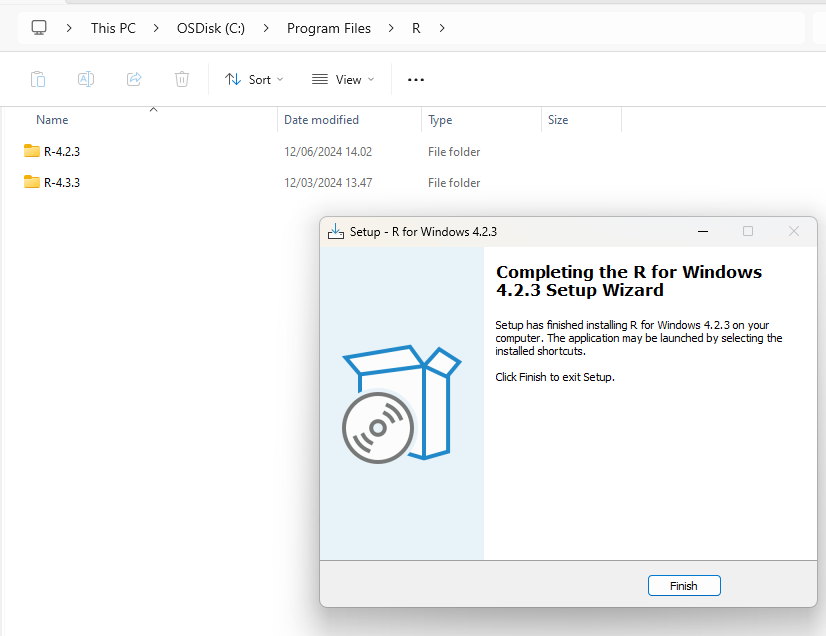 This PC > OSDisk (C:) > Program Files > R >
Sort View ...
Name Date modified Type Size
R-4.2.3 12/06/2024 14.02 File folder
R-4.3.3 12/03/2024 13.47 File folder
Setup - R for Windows 4.2.3
Completing the R for Windows
4.2.3 Setup Wizard
Setup has finished installing R for Windows 4.2.3 on your
computer. The application may be launched by selecting the
installed shortcuts.
Click Finish to exit Setup.
Finish